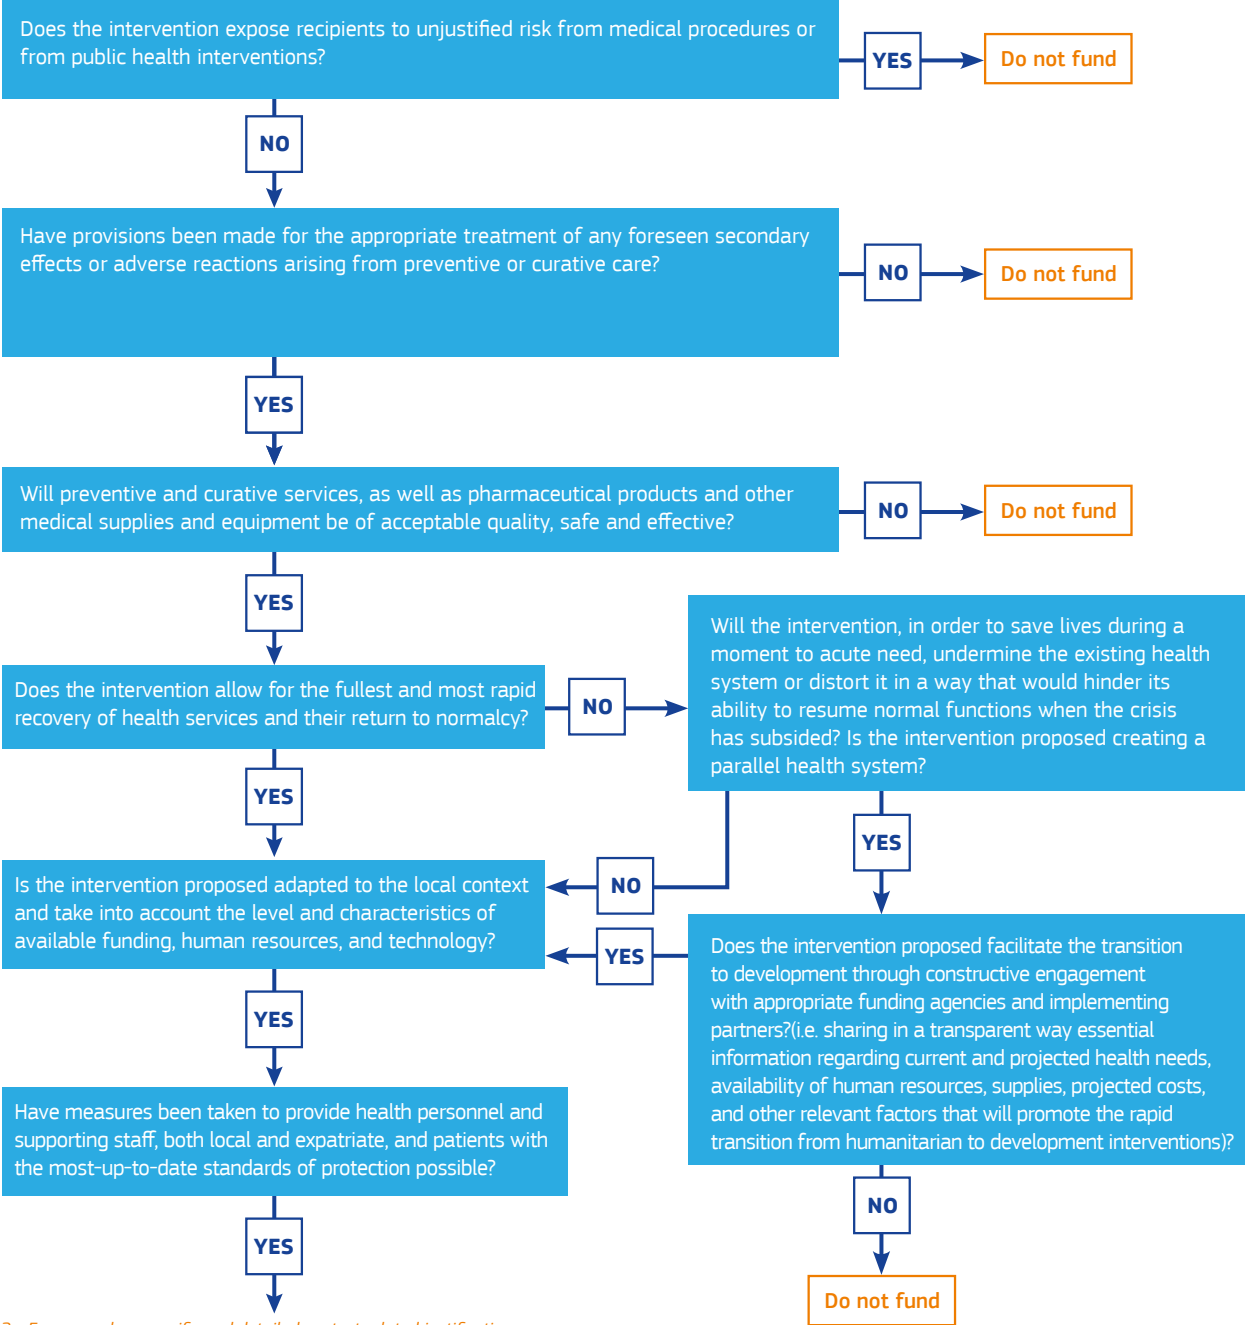 Does the intervention expose recipients to unjustified risk from medical procedures or
from public health interventions?
YES
Do not fund
NO
Have provisions been made for the appropriate treatment of any foreseen secondary
effects or adverse reactions arising from preventive or curative care?
NO
Do not fund
YES
Will preventive and curative services, as well as pharmaceutical products and other
medical supplies and equipment be of acceptable quality, safe and effective?
NO
Do not fund
YES
Does the intervention allow for the fullest and most rapid
recovery of health services and their return to normalcy?
NO
Will the intervention, in order to save lives during a
moment to acute need, undermine the existing health
system or distort it in a way that would hinder its
ability to resume normal functions when the crisis
has subsided? Is the intervention proposed creating a
parallel health system?
YES
YES
NO
Is the intervention proposed adapted to the local context
and take into account the level and characteristics of
available funding, human resources, and technology?
YES
Does the intervention proposed facilitate the transition
to development through constructive engagement
with appropriate funding agencies and implementing
partners?(i.e. sharing in a transparent way essential
information regarding current and projected health needs,
availability of human resources, supplies, projected costs,
and other relevant factors that will promote the rapid
transition from humanitarian to development interventions)?
YES
Have measures been taken to provide health personnel and
supporting staff, both local and expatriate, and patients with
the most-up-to-date standards of protection possible?
NO
YES
Do not fund